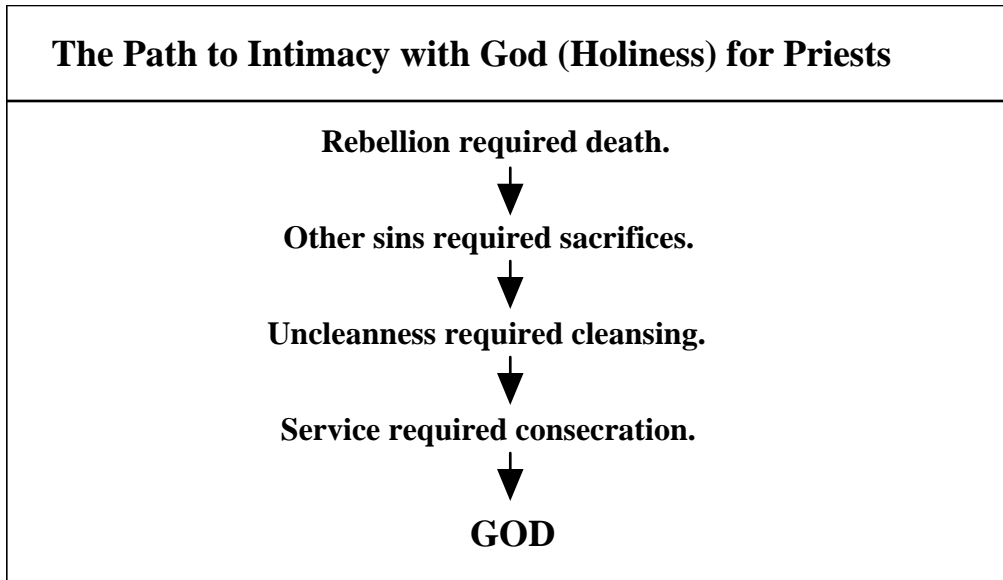 The Path to Intimacy with God (Holiness) for Priests
Rebellion required death.
Other sins required sacrifices.
Uncleanness required cleansing.
Service required consecration.
GOD